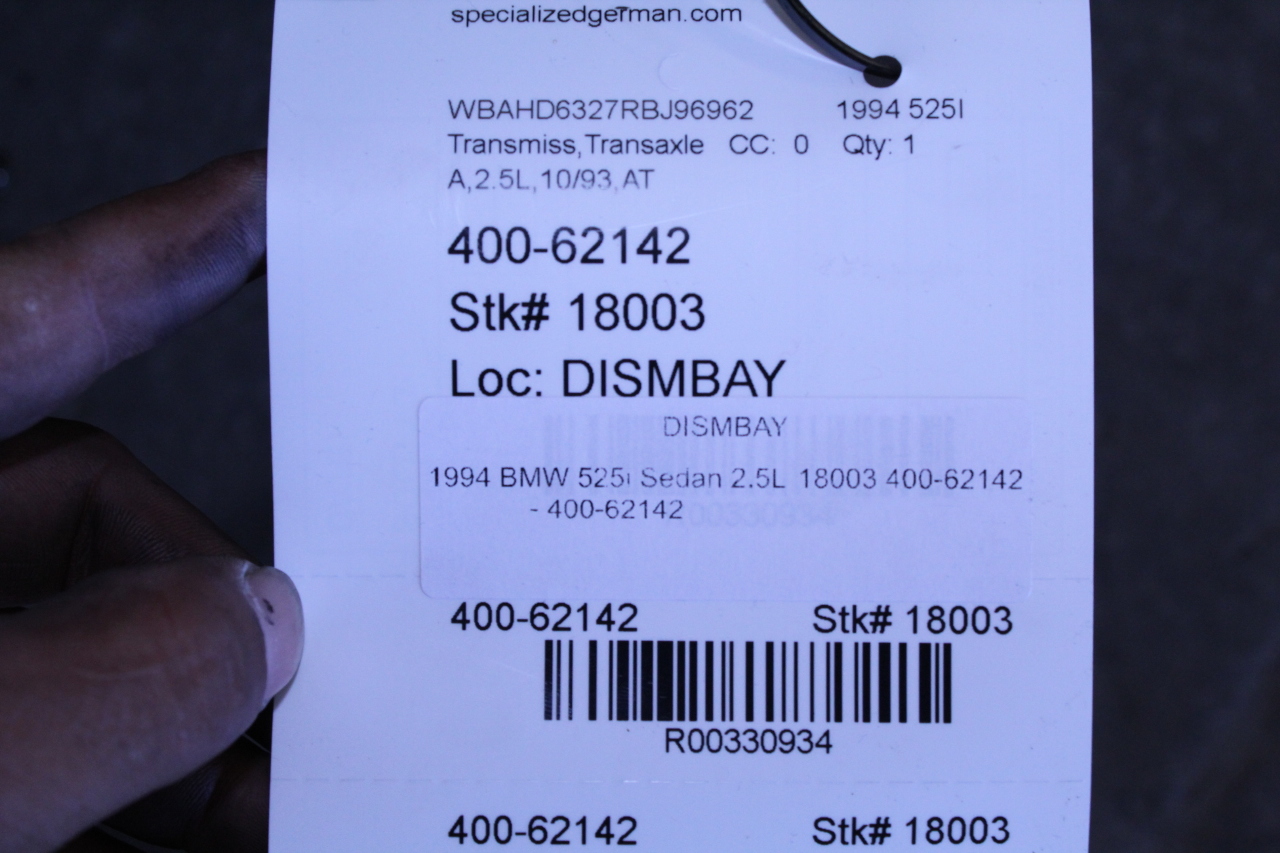 specializedgerman.com
WBAHD6327RBJ96962 1994 525I
Transmiss,Transaxle CC: 0 Qty: 1
A,2.5L,10/93,AT
400-62142
Stk# 18003
Loc: DISMBAY
DISMBAY
1994 BMW 525i Sedan 2.5L 18003 400-62142
- 400-62142
R00330934
400-62142 Stk# 18003
R00330934
400-62142 Stk# 18003